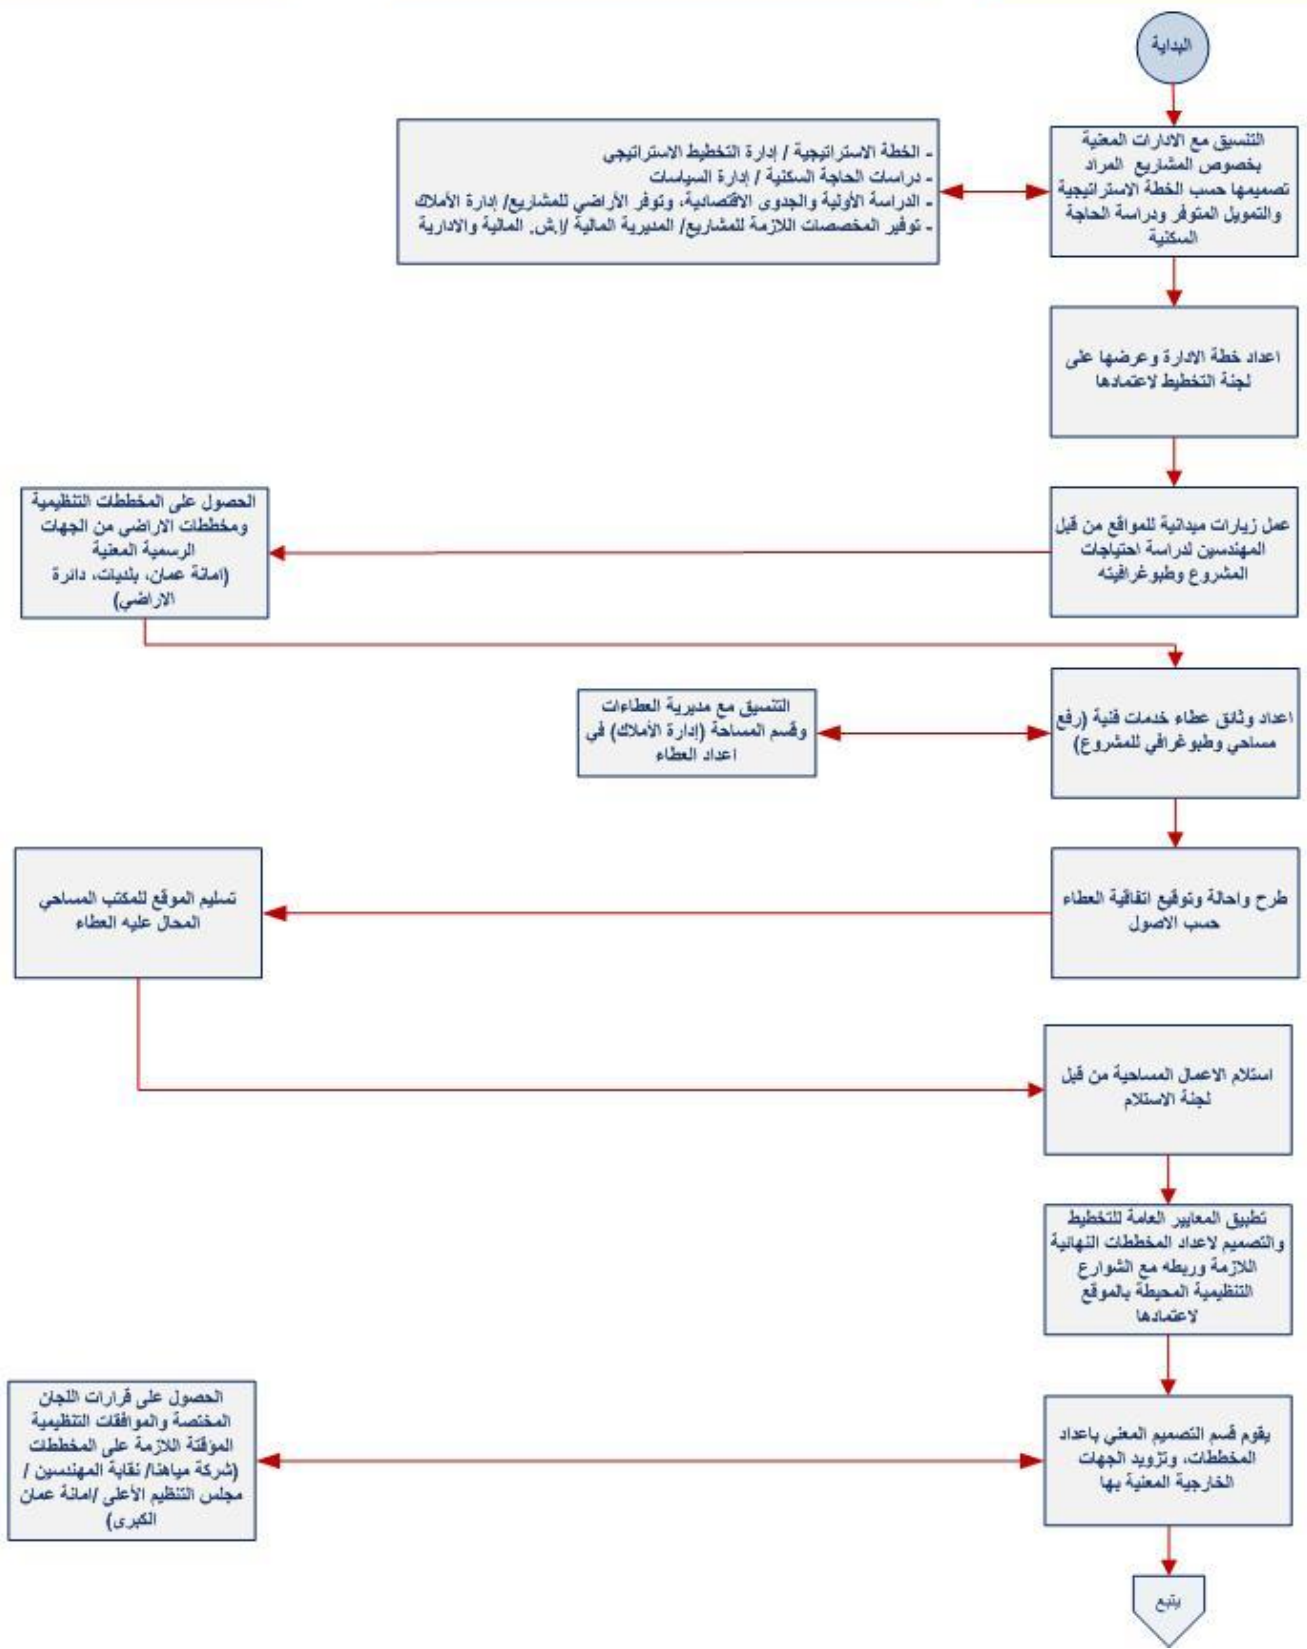 البداية
التنسيق مع الادارات المعنية
بخصوص المشاريع المراد
تصميمها حسب الخطة الاستراتيجية
والتمويل المتوفر ودراسة الحاجة
السكنية
- الخطة الاستراتيجية / إدارة التخطيط الاستراتيجي
- دراسات الحاجة السكنية / إدارة السياسات
- الدراسة الأولية والجدوى الاقتصادية، وتوفر الأراضي للمشاريع/ إدارة الأملاك
- توفير المخصصات اللازمة للمشاريع/ المديرية المالية /إ.ش. المالية والادارية
اعداد خطة الادارة وعرضها على
لجنة التخطيط لاعتمادها
عمل زيارات ميدانية للمواقع من قبل
المهندسين لدراسة احتياجات
المشروع وطبوغرافيته
الحصول على المخططات التنظيمية
ومخططات الاراضي من الجهات
الرسمية المعنية
(امانة عمان، بلديات، دائرة
الاراضي)
اعداد وثائق عطاء خدمات فنية (رفع
مساحي وطبوغرافي للمشروع)
التنسيق مع مديرية العطاءات
وقسم المساحة (إدارة الأملاك) في
اعداد العطاء
طرح واحالة وتوقيع اتفاقية العطاء
حسب الاصول
تسليم الموقع للمكتب المساحي
المحال عليه العطاء
استلام الاعمال المساحية من قبل
لجنة الاستلام
تطبيق المعايير العامة للتخطيط
والتصميم لاعداد المخططات النهائية
اللازمة وربطه مع الشوارع
التنظيمية المحيطة بالموقع
لاعتمادها
يقوم قسم التصميم المعني باعداد
المخططات، وتزويد الجهات
الخارجية المعنية بها
الحصول على قرارات اللجان
المختصة والموافقات التنظيمية
المؤقتة اللازمة على المخططات
(شركة مياهنا/ نقابة المهندسين /
مجلس التنظيم الأعلى /امانة عمان
الكبرى)
يتبع